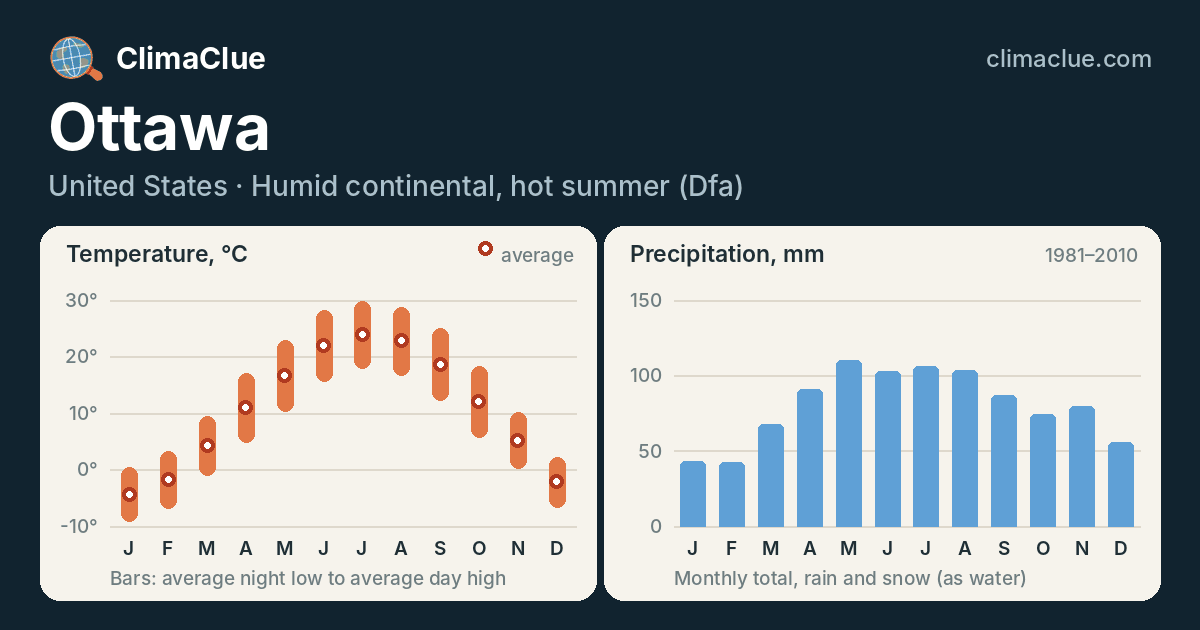 ClimaClue
climaclue.com
Ottawa
United States · Humid continental, hot summer (Dfa)
Temperature, °C
average
30°
20°
10°
0°
-10°
J F M A M J J A S O N D
Bars: average night low to average day high
Precipitation, mm
1981–2010
150
100
50
0
J F M A M J J A S O N D
Monthly total, rain and snow (as water)